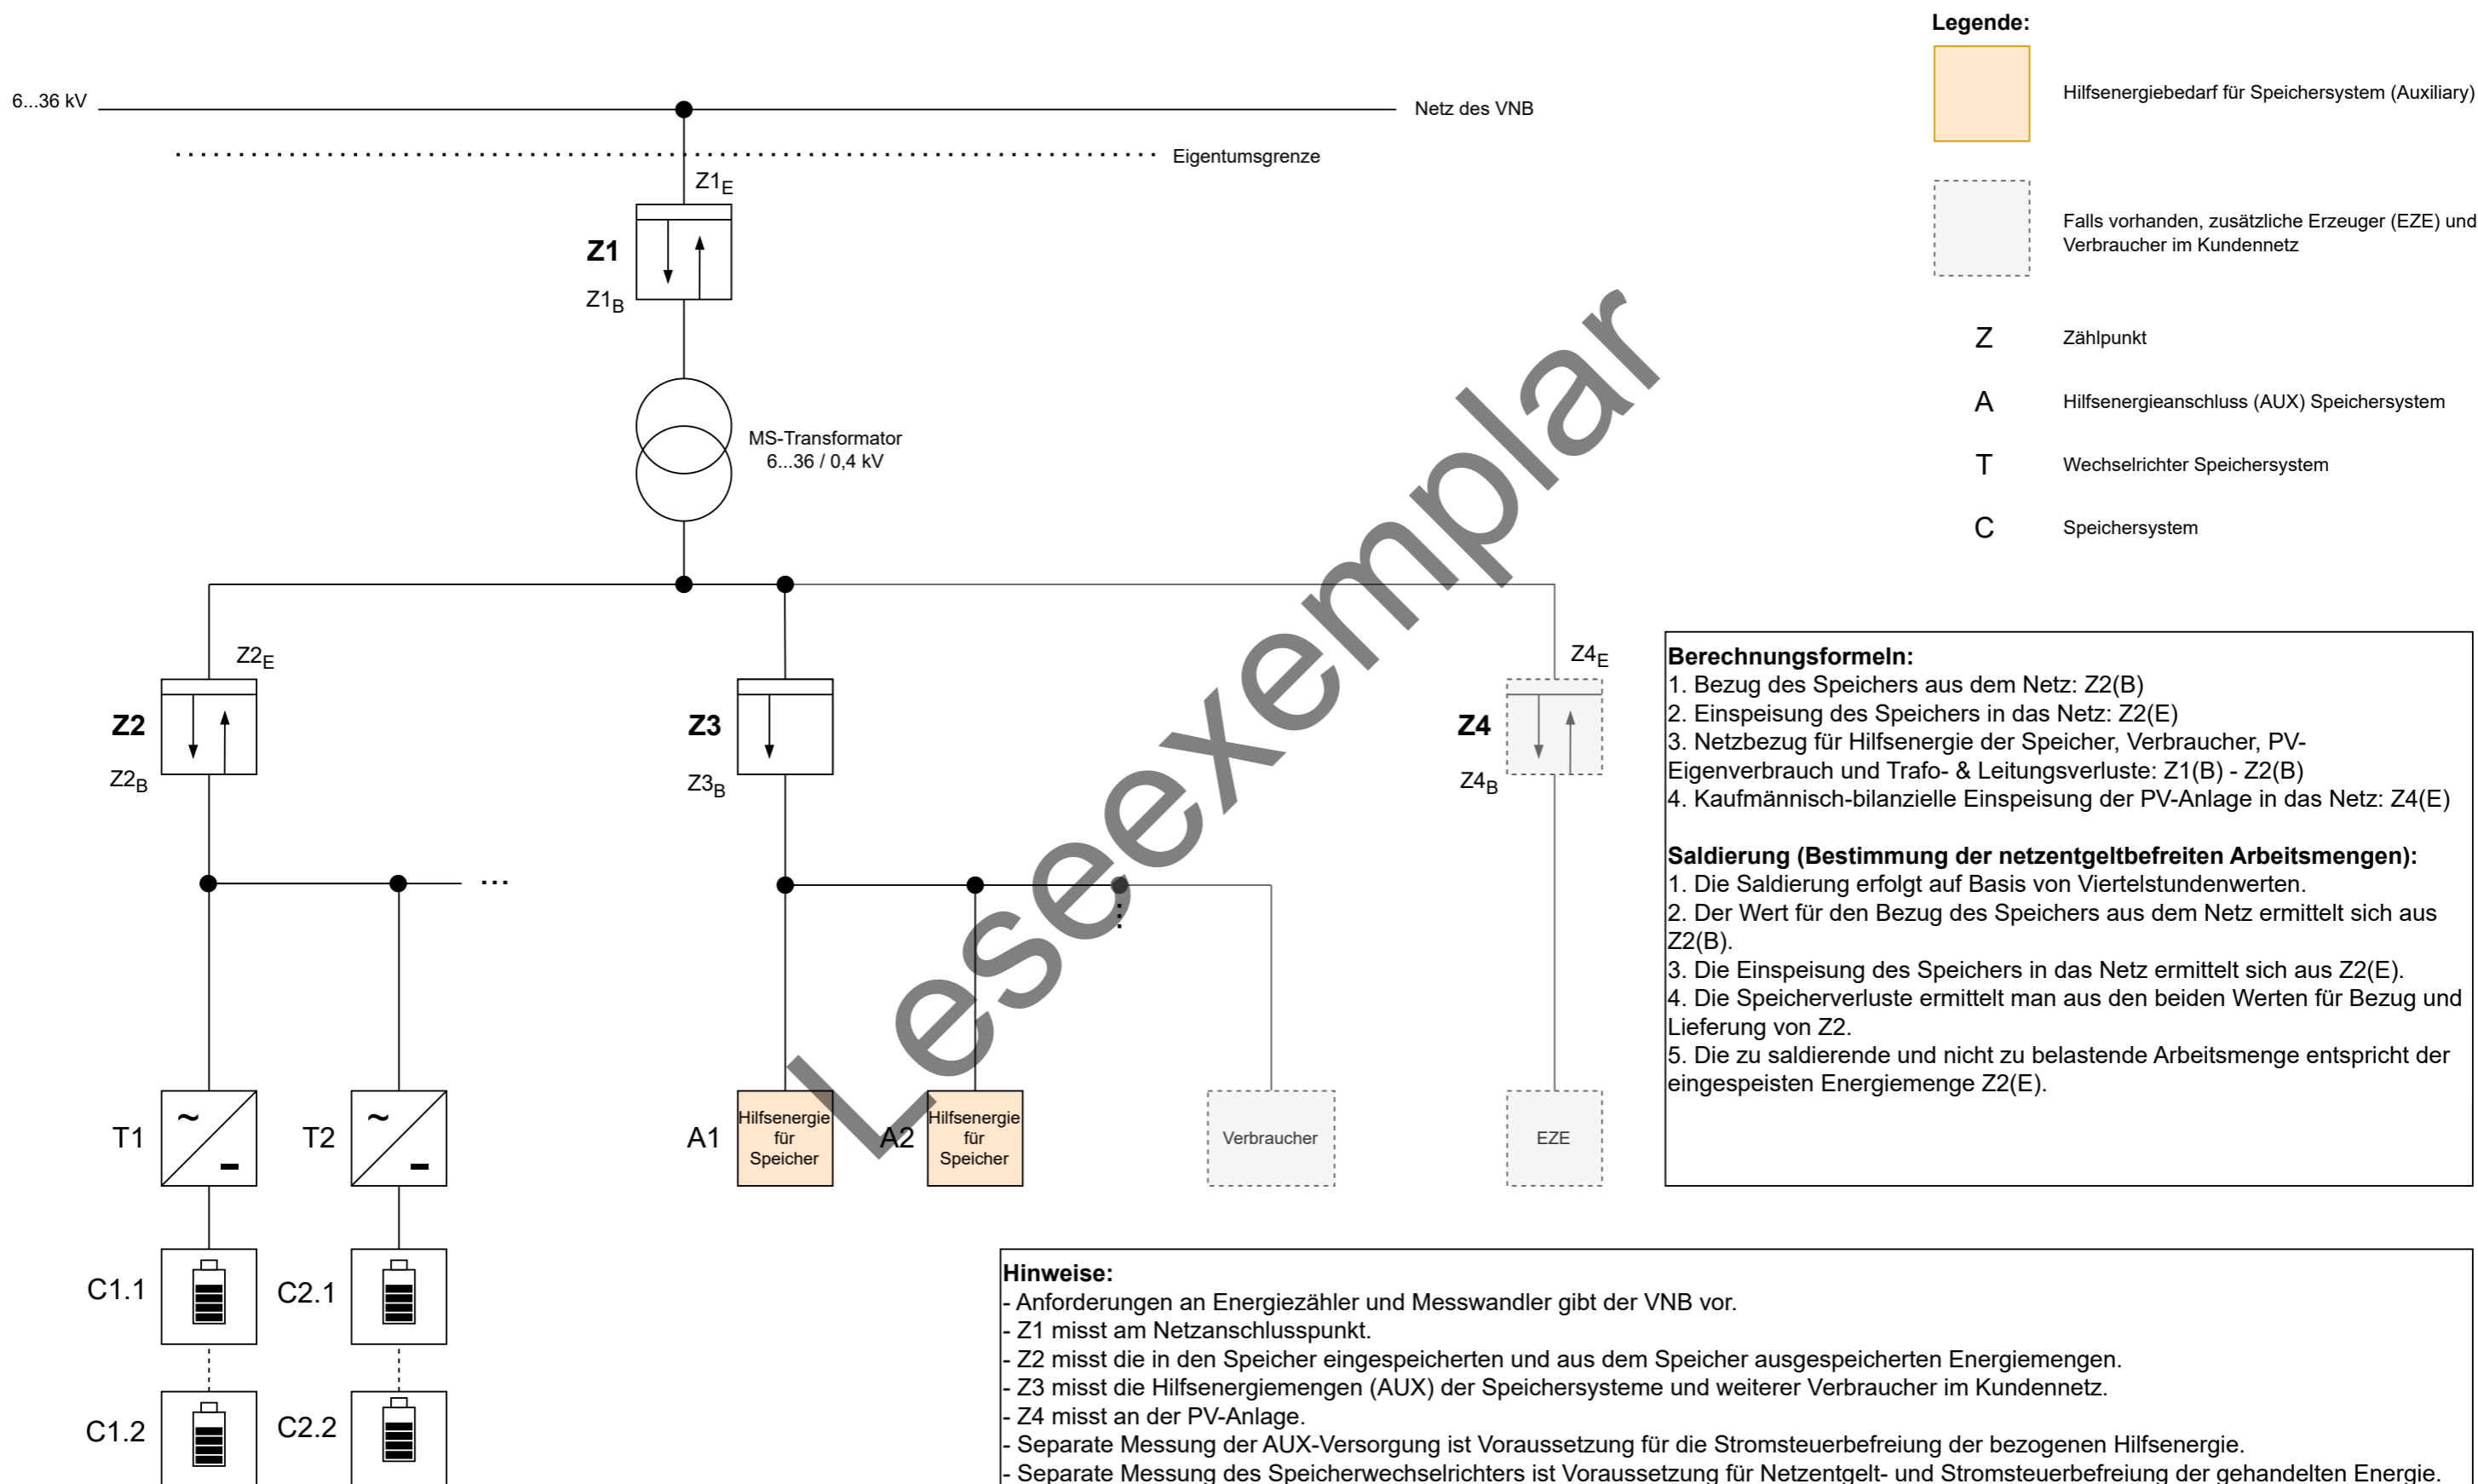 Legende:
6...36 kV
Netz des VNB
Hilfsenergiebedarf für Speichersystem (Auxiliary)
Eigentumsgrenze
Z1E
Z1
Z1B
Falls vorhanden, zusätzliche Erzeuger (EZE) und
Verbraucher im Kundennetz
Z Zählpunkt
A Hilfsenergieanschluss (AUX) Speichersystem
T Wechselrichter Speichersystem
C Speichersystem
MS-Transformator
6...36 / 0,4 kV
Leseexemplar
Z2E
Z2
Z2B
Z3
Z3B
Z4E
Z4
Z4B
Berechnungsformeln:
1. Bezug des Speichers aus dem Netz: Z2(B)
2. Einspeisung des Speichers in das Netz: Z2(E)
3. Netzbezug für Hilfsenergie der Speicher, Verbraucher, PV-
Eigenverbrauch und Trafo- & Leitungsverluste: Z1(B) - Z2(B)
4. Kaufmännisch-bilanzielle Einspeisung der PV-Anlage in das Netz: Z4(E)
Saldierung (Bestimmung der netzentgeltbefreiten Arbeitsmengen):
1. Die Saldierung erfolgt auf Basis von Viertelstundenwerten.
2. Der Wert für den Bezug des Speichers aus dem Netz ermittelt sich aus
Z2(B).
3. Die Einspeisung des Speichers in das Netz ermittelt sich aus Z2(E).
4. Die Speicherverluste ermittelt man aus den beiden Werten für Bezug und
Lieferung von Z2.
5. Die zu saldierende und nicht zu belastende Arbeitsmenge entspricht der
eingespeisten Energiemenge Z2(E).
...
T1
~
-
T2
~
-
A1
Hilfsenergie
für
Speicher
A2
Hilfsenergie
für
Speicher
Verbraucher
EZE
C1.1
C2.1
C1.2
C2.2
Hinweise:
- Anforderungen an Energiezähler und Messwandler gibt der VNB vor.
- Z1 misst am Netzanschlusspunkt.
- Z2 misst die in den Speicher eingespeicherten und aus dem Speicher ausgespeicherten Energiemengen.
- Z3 misst die Hilfsenergiemengen (AUX) der Speichersysteme und weiterer Verbraucher im Kundennetz.
- Z4 misst an der PV-Anlage.
- Separate Messung der AUX-Versorgung ist Voraussetzung für die Stromsteuerbefreiung der bezogenen Hilfsenergie.
- Separate Messung des Speicherwechselrichters ist Voraussetzung für Netzentgelt- und Stromsteuerbefreiung der gehandelten Energie.